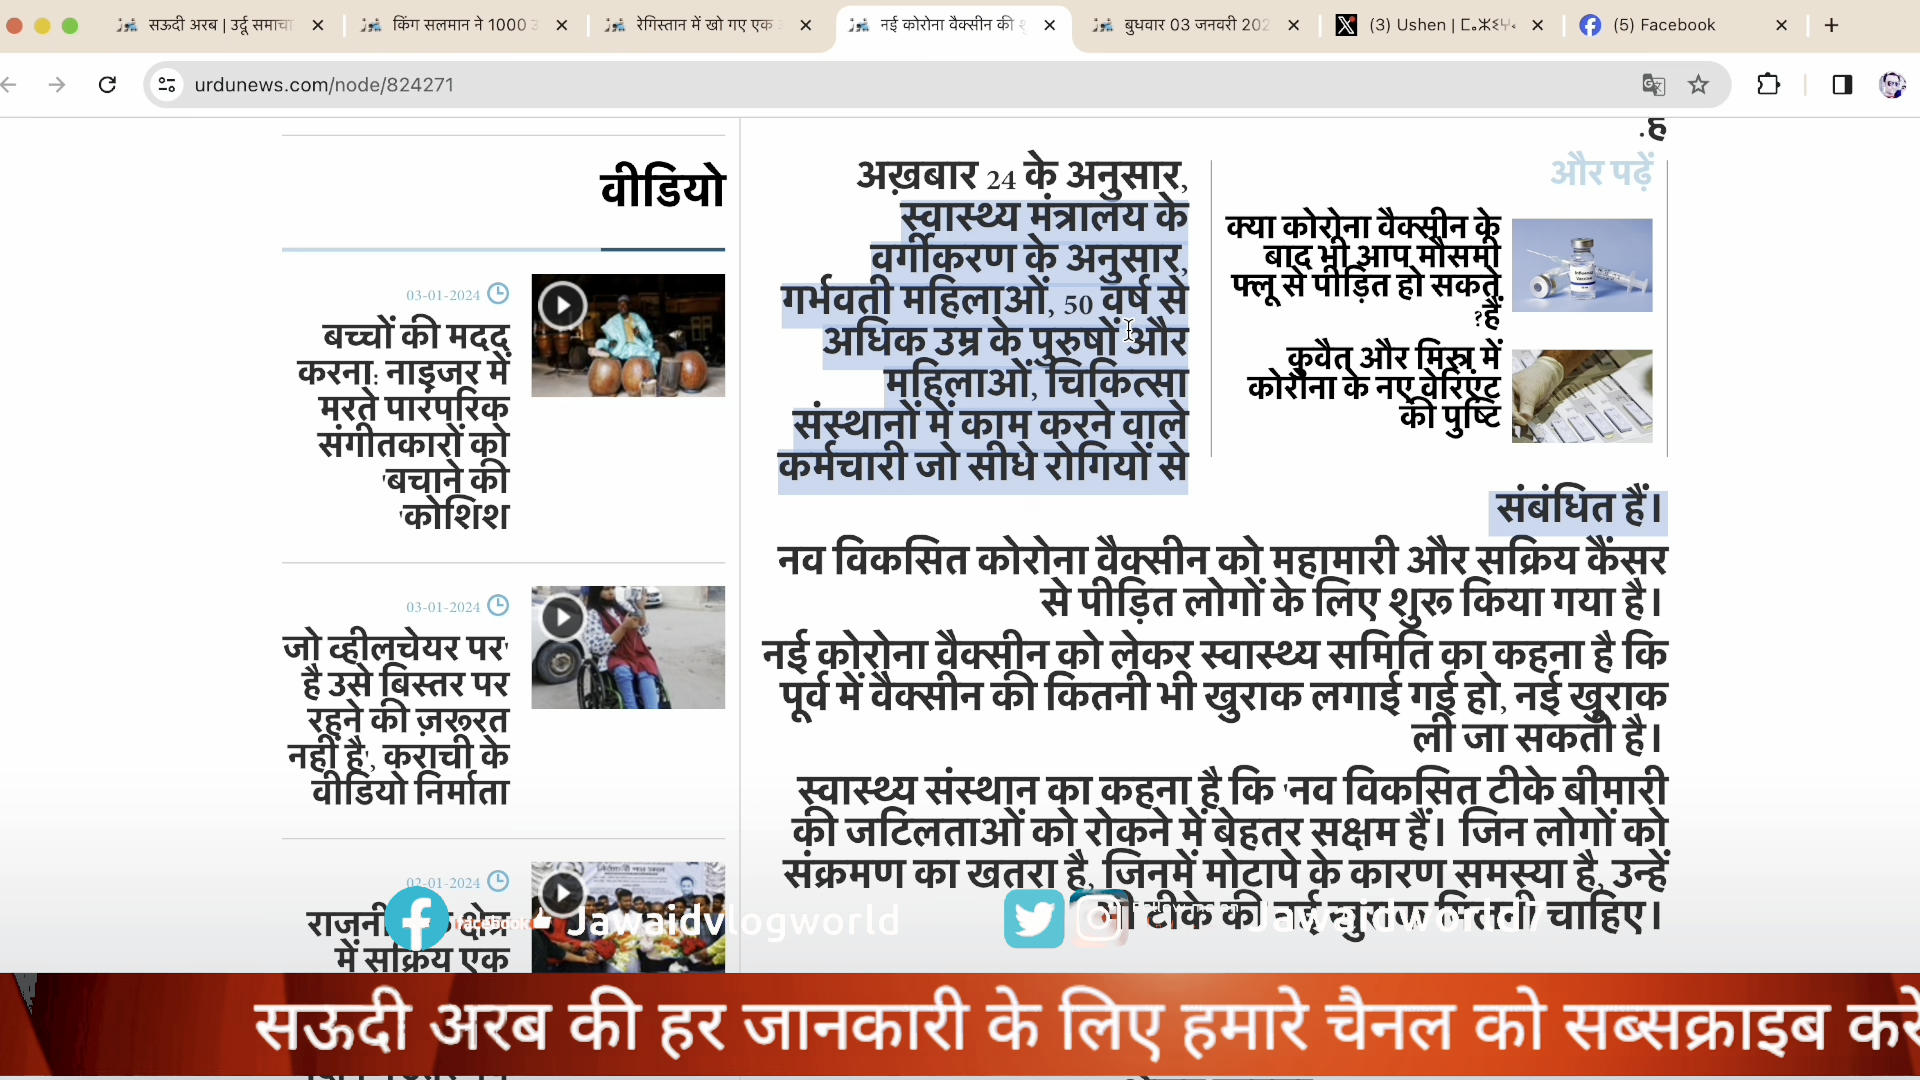 सऊदी अरब | उर्दू समाचा
किंग सलमान ने 1000
रेगिस्तान में खो गए एक
नई कोरोना वैक्सीन की
बुधवार 03 जनवरी 202
(3) Ushen |
(5) Facebook
urdunews.com/node/824271
वीडियो
03-01-2024
बच्चों की मदद
करना: नाइजर में
मरते पारंपरिक
संगीतकारों को
'बचाने की
'कोशिश
03-01-2024
जो व्हीलचेयर पर'
है उसे बिस्तर पर
रहने की ज़रूरत
नहीं है', कराची के
वीडियो निर्माता
02-01-2024
में सक्रिय एक
है.
अख़बार 24 के अनुसार,
स्वास्थ्य मंत्रालय के
वर्गीकरण के अनुसार,
गर्भवती महिलाओं, 50 वर्ष से
अधिक उम्र के पुरुषों और
महिलाओं, चिकित्सा
संस्थानों में काम करने वाले
कर्मचारी जो सीधे रोगियों से
संबंधित हैं।
और पढ़ें
क्या कोरोना वैक्सीन के
बाद भी आप मौसमी
फ्लू से पीड़ित हो सकते
हैं?
कुवैत और मिस्र में
कोरोना के नए वेरिएंट
की पुष्टि
नव विकसित कोरोना वैक्सीन को महामारी और सक्रिय कैंसर
से पीड़ित लोगों के लिए शुरू किया गया है।
नई कोरोना वैक्सीन को लेकर स्वास्थ्य समिति का कहना है कि
पूर्व में वैक्सीन की कितनी भी खुराक लगाई गई हो, नई खुराक
ली जा सकती है।
स्वास्थ्य संस्थान का कहना है कि 'नव विकसित टीके बीमारी
की जटिलताओं को रोकने में बेहतर सक्षम हैं। जिन लोगों को
संक्रमण का खतरा है, जिनमें मोटापे के कारण समस्या है, उन्हें
टीके की नई खुराक मिलनी चाहिए।
facebook
Jawaidvlogworld
Jawaidworld7
सऊदी अरब की हर जानकारी के लिए हमारे चैनल को सब्सक्राइब करे